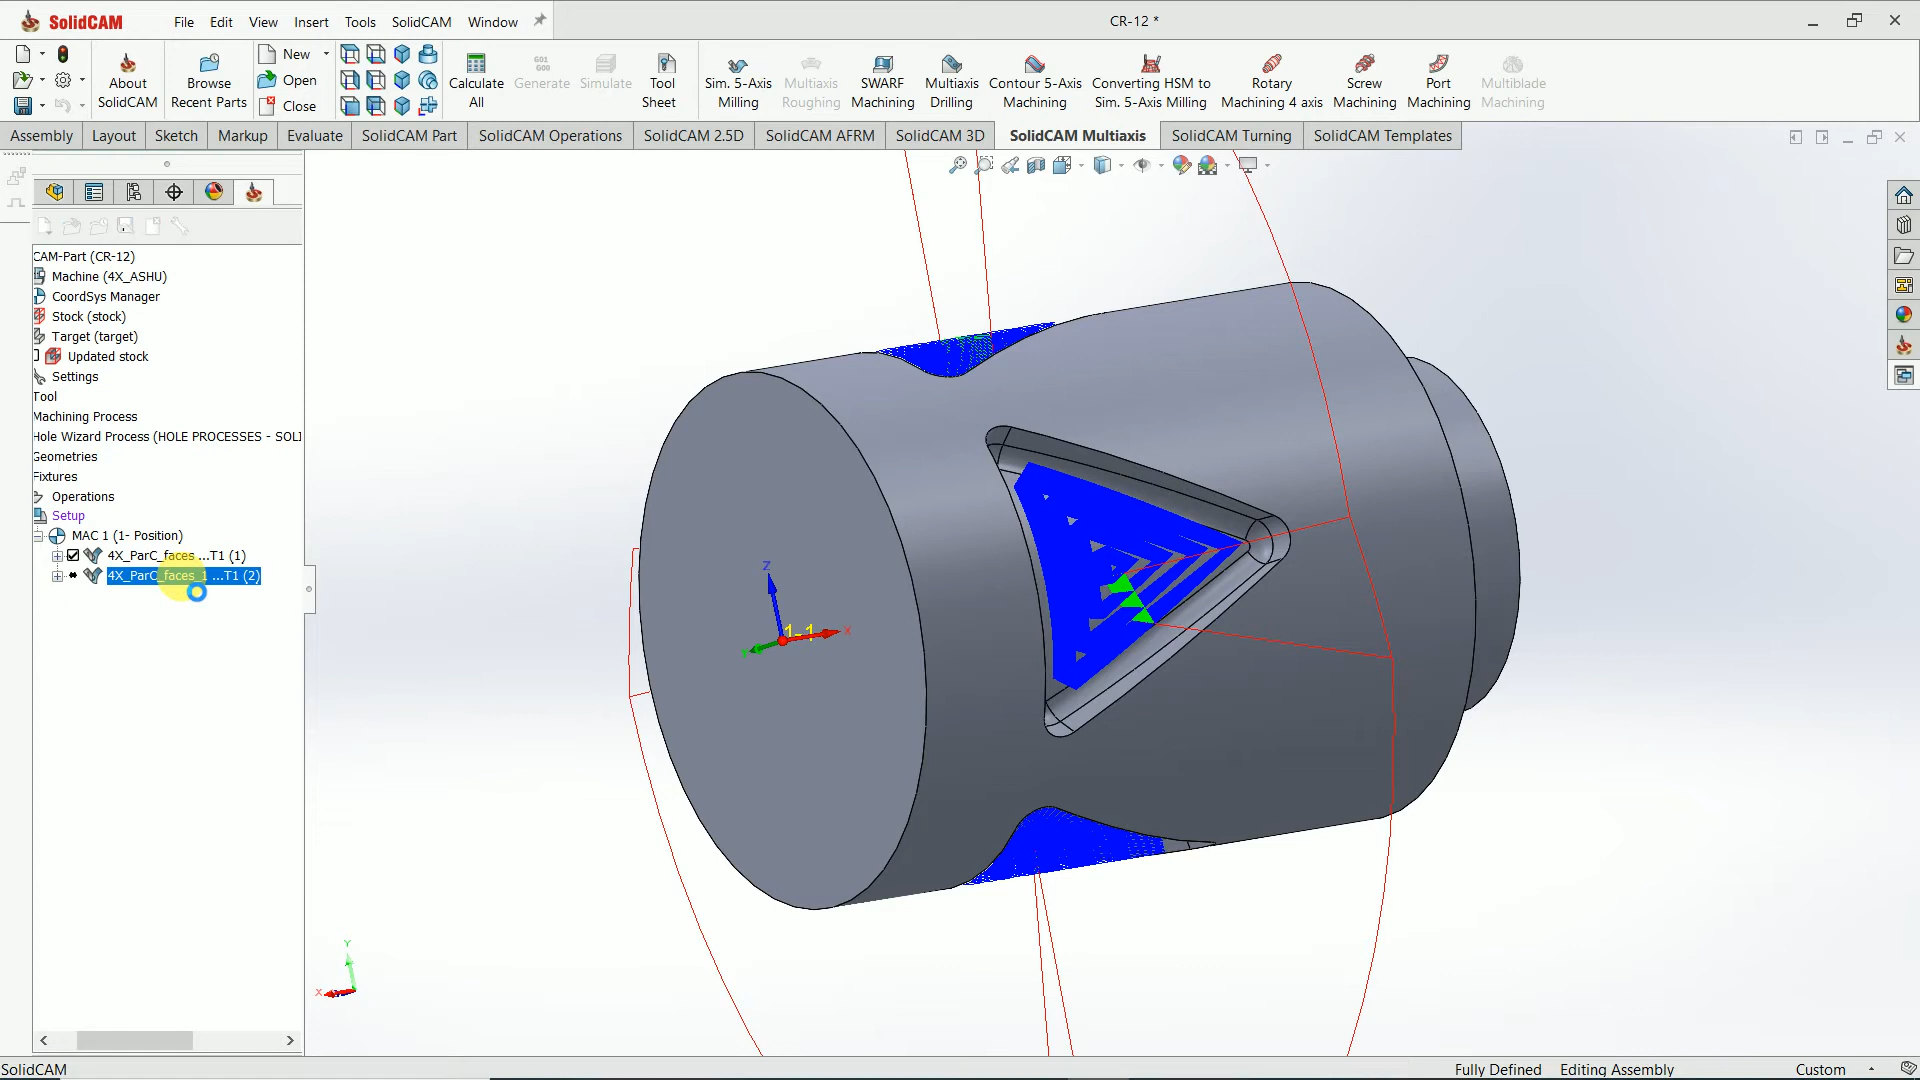 SolidCAM
File
Edit
View
Insert
Tools
SolidCAM
Window
CR-12 *
About
SolidCAM
Browse
Recent Parts
New
Open
Close
Calculate
All
G01
G00
Generate
Simulate
Tool
Sheet
Sim. 5-Axis
Milling
Multiaxis
Roughing
SWARF
Machining
Multiaxis
Drilling
Contour 5-Axis
Machining
Converting HSM to
Sim. 5-Axis Milling
Rotary
Machining 4 axis
Screw
Machining
Port
Machining
Multiblade
Machining
Assembly
Layout
Sketch
Markup
Evaluate
SolidCAM Part
SolidCAM Operations
SolidCAM 2.5D
SolidCAM AFRM
SolidCAM 3D
SolidCAM Multiaxis
SolidCAM Turning
SolidCAM Templates
CAM-Part (CR-12)
Machine (4X_ASHU)
CoordSys Manager
Stock (stock)
Target (target)
Updated stock
Settings
Tool
Machining Process
Hole Wizard Process (HOLE PROCESSES - SOLI
Geometries
Fixtures
Operations
Setup
MAC 1 (1- Position)
4X_ParC_faces ...T1 (1)
4X_ParC_faces_1 ...T1 (2)
Z
1-1
X
Y
X
SolidCAM
Fully Defined
Editing Assembly
Custom